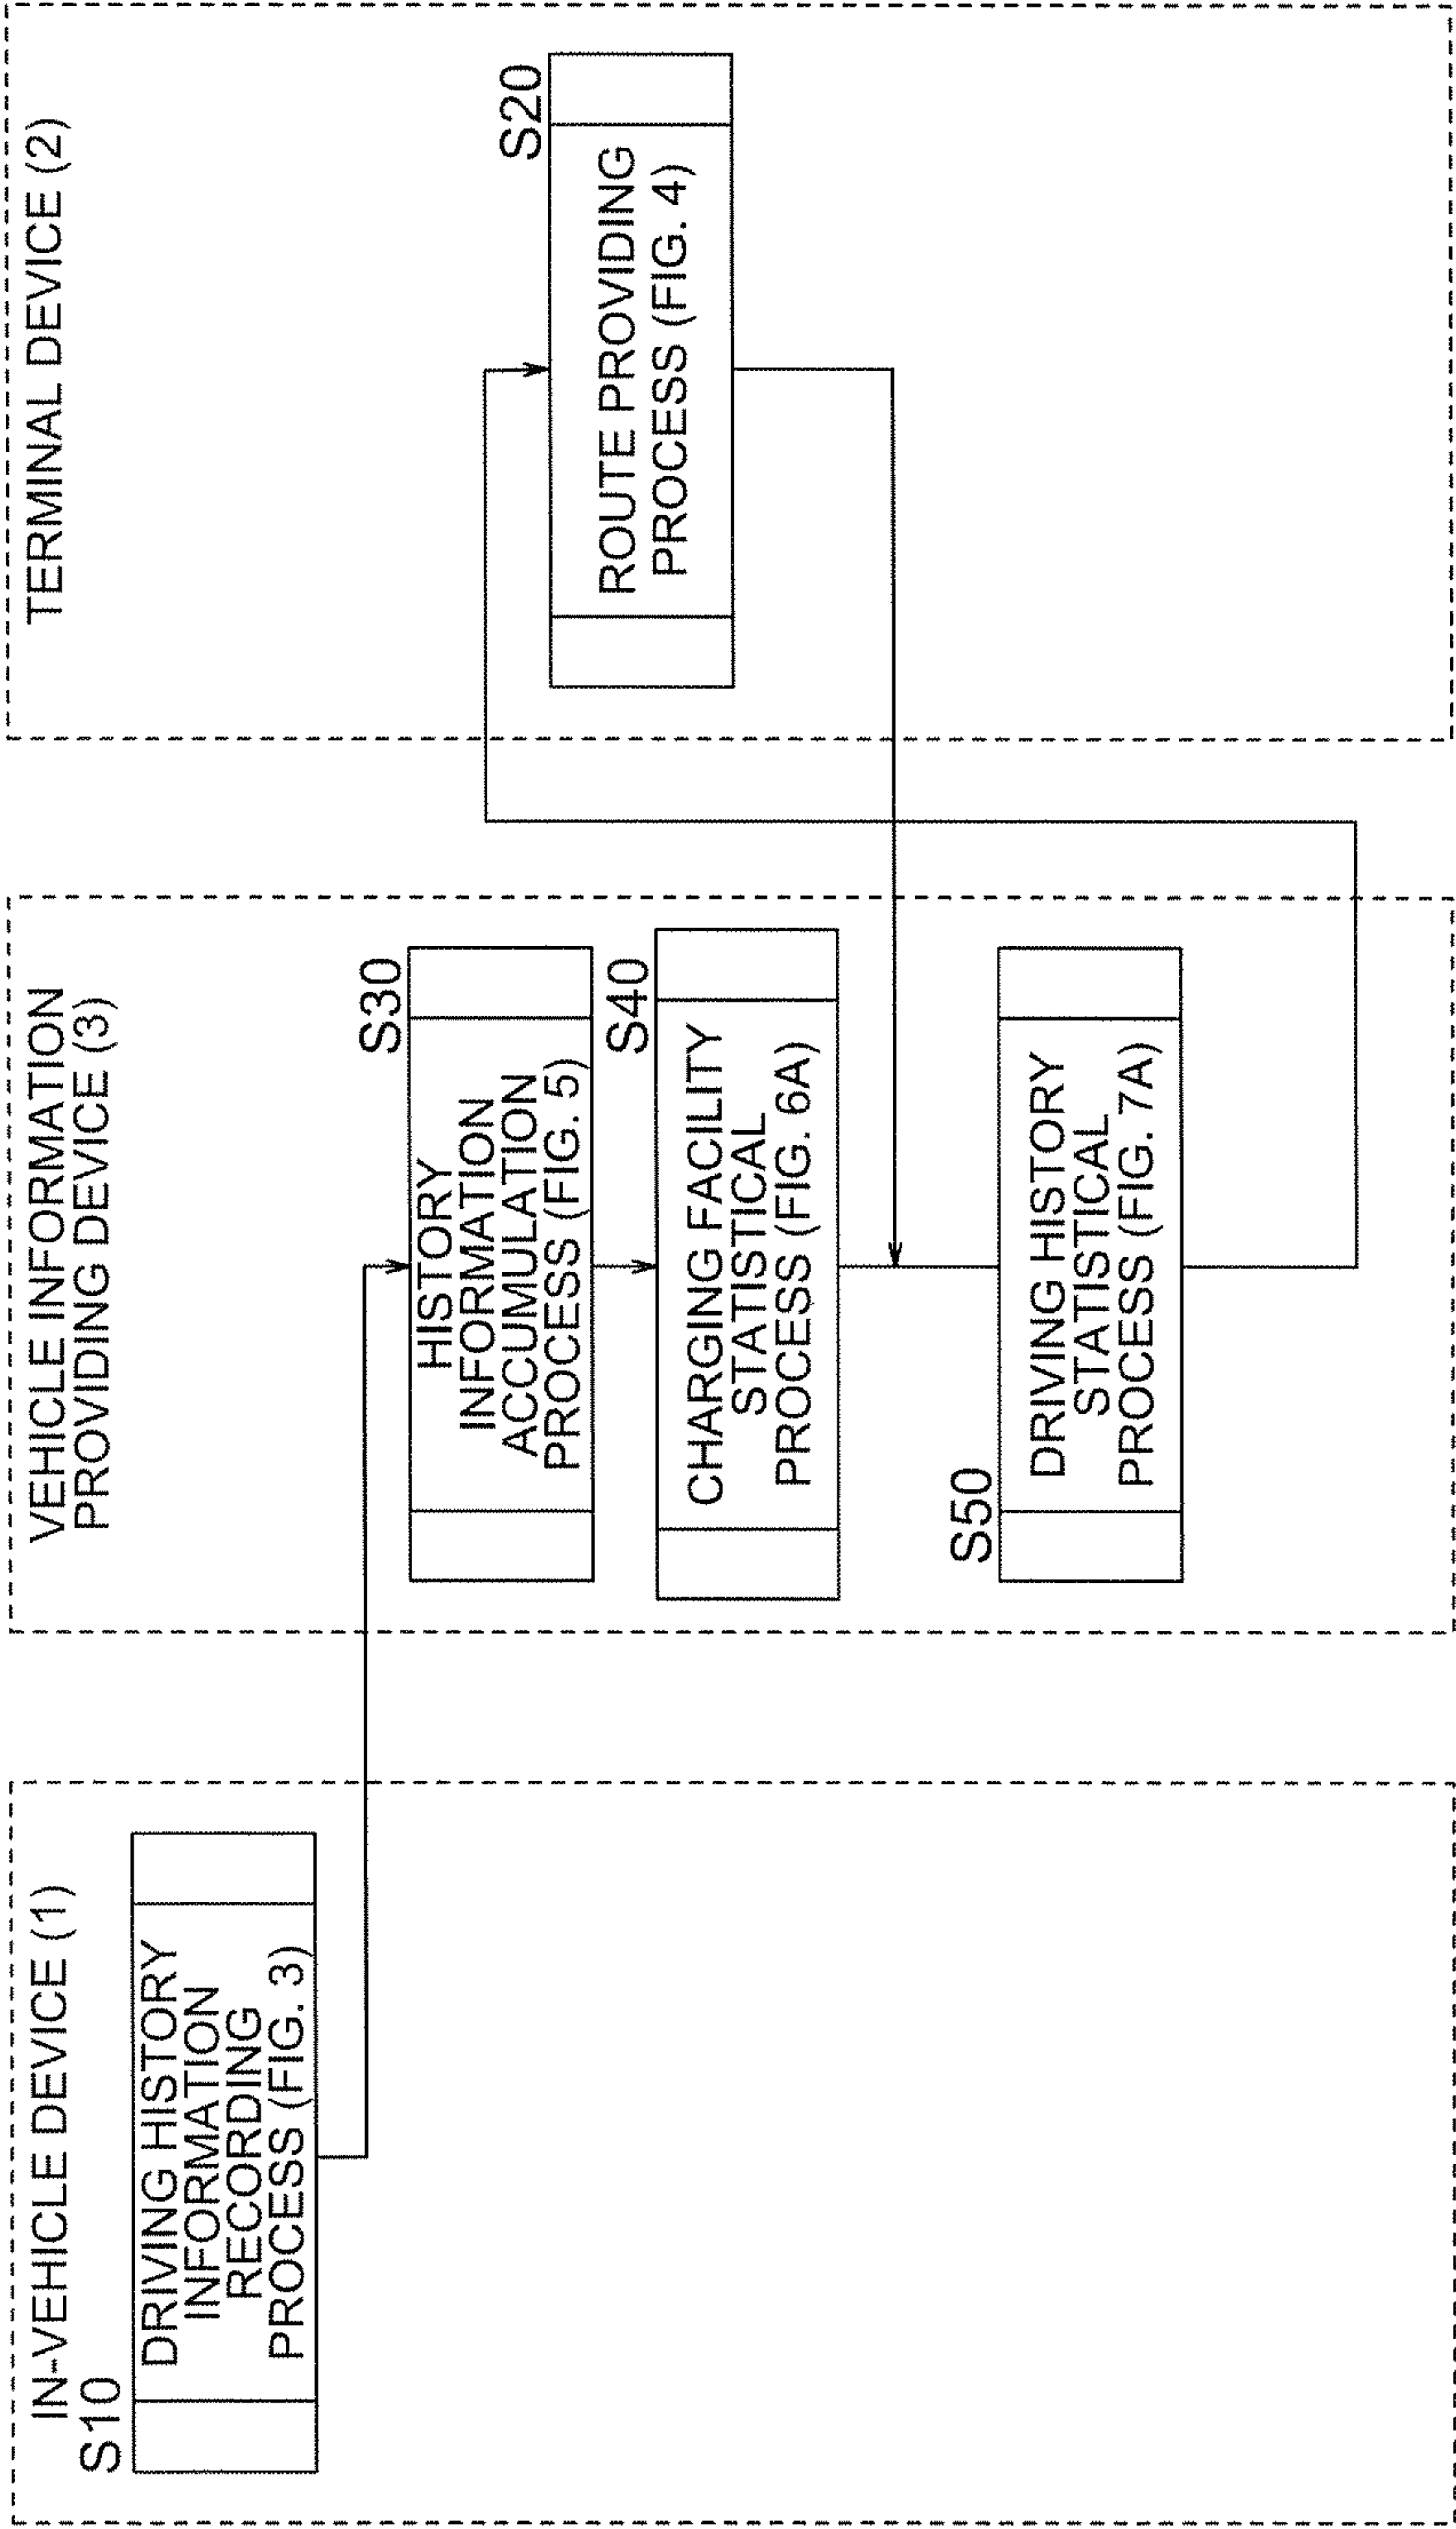 IN-VEHICLE DEVICE (1)
S10
DRIVING HISTORY
INFORMATION
RECORDING
PROCESS (FIG. 3)
VEHICLE INFORMATION
PROVIDING DEVICE (3)
S30
HISTORY
INFORMATION
ACCUMULATION
PROCESS (FIG. 5)
S40
CHARGING FACILITY
STATISTICAL
PROCESS (FIG. 6A)
S50
DRIVING HISTORY
STATISTICAL
PROCESS (FIG. 7A)
TERMINAL DEVICE (2)
S20
ROUTE PROVIDING
PROCESS (FIG. 4)